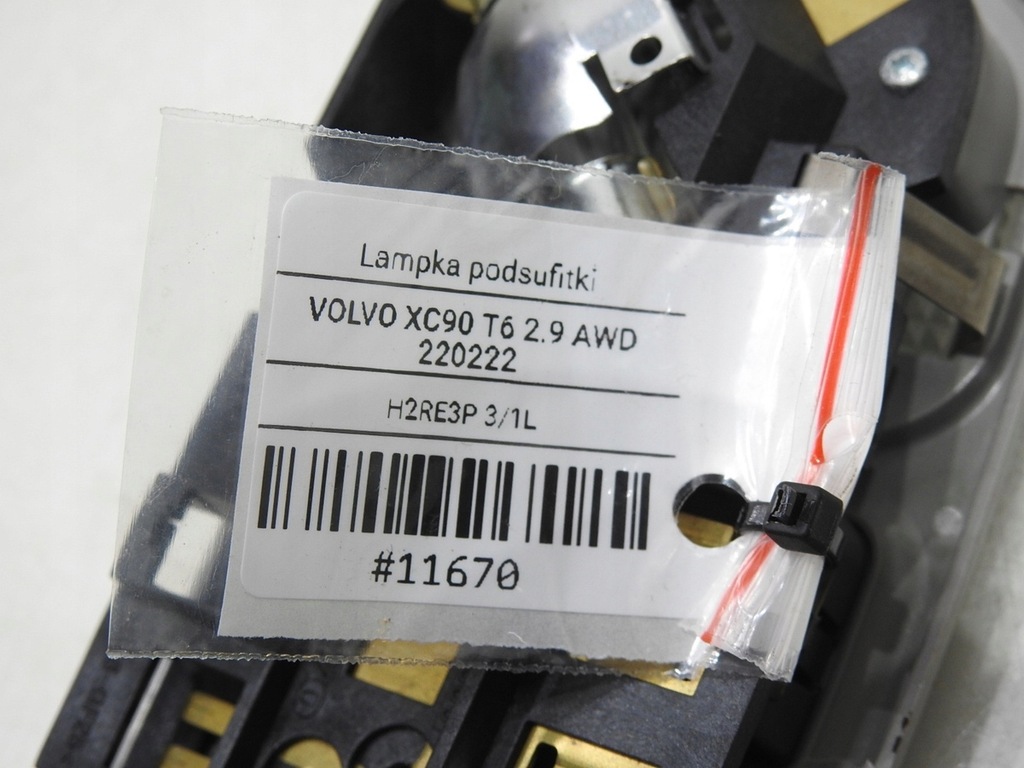 Lampka podsufitki
VOLVO XC90 T6 2.9 AWD
220222
H2RE3P 3/1L
#11670